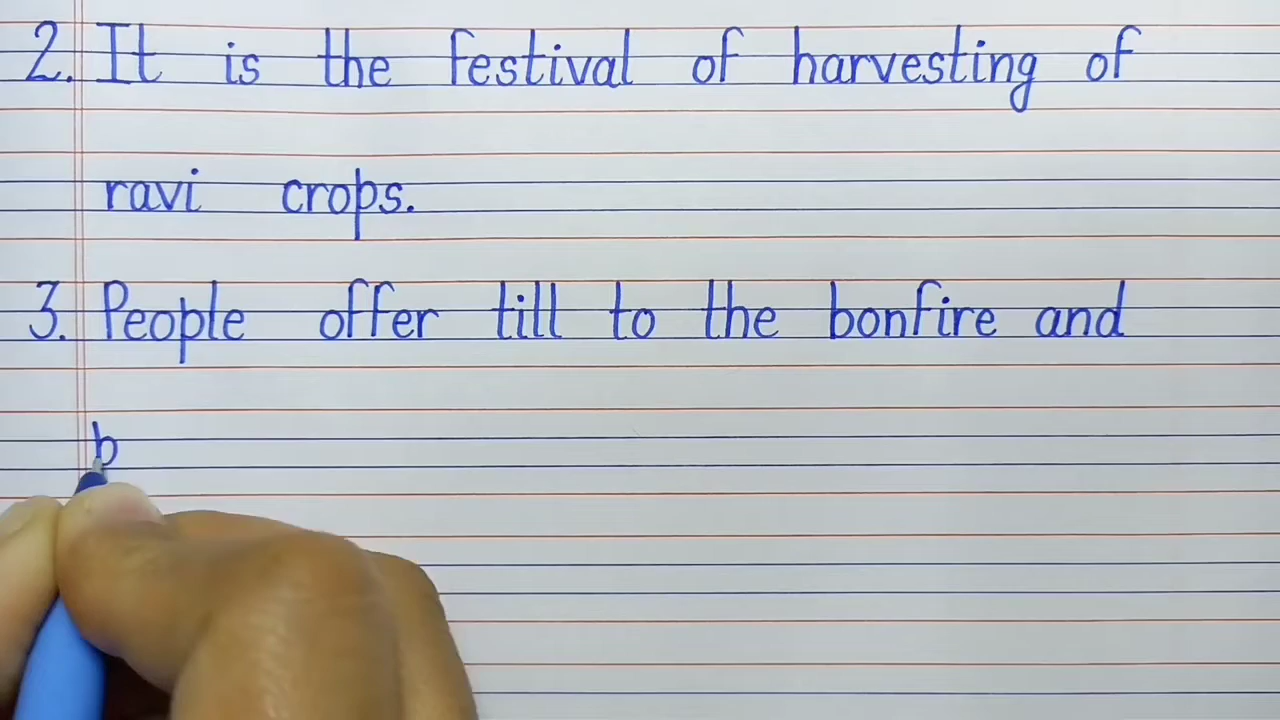 2. It is the festival of harvesting of
ravi crops.
3. People offer till to the bonfire and
b